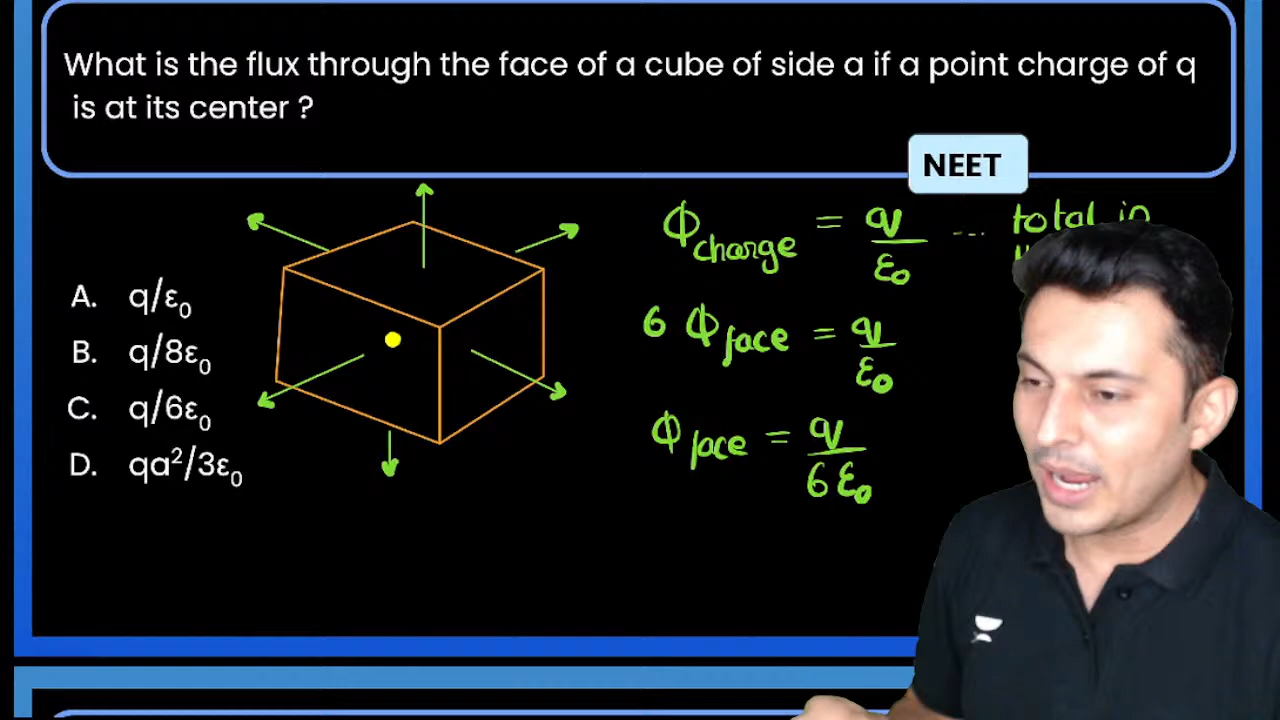 What is the flux through the face of a cube of side a if a point charge of q
is at its center ?
NEET
A. q/ε₀
B. q/8ε₀
C. q/6ε₀
D. qa²/3ε₀
Φcharge = q/ε₀ ... total in
6 Φface = q/ε₀
Φface = q/6ε₀